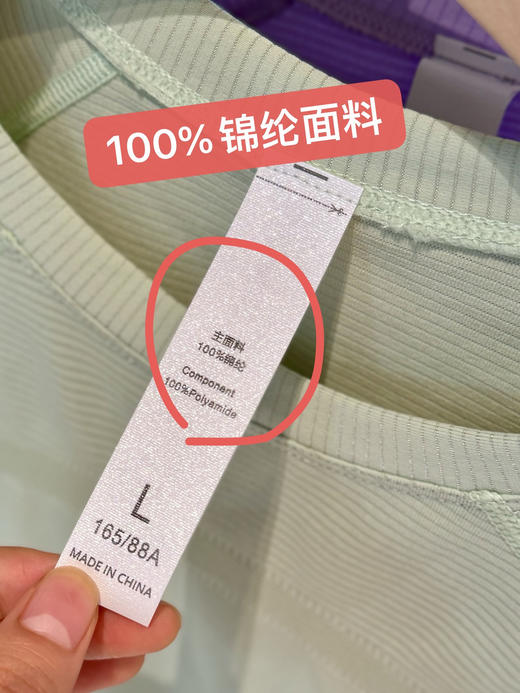 100%锦纶面料
主面料
100%锦纶
Component
100%Polyamide
L
165/88A
MADE IN CHINA